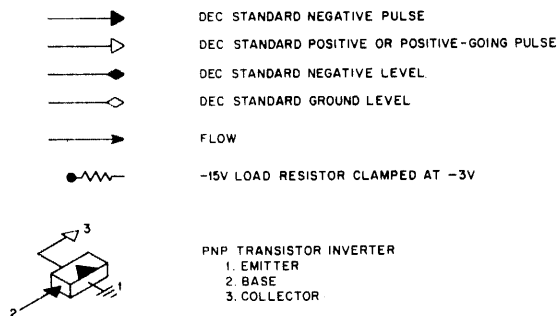 DEC STANDARD NEGATIVE PULSE
DEC STANDARD POSITIVE OR POSITIVE-GOING PULSE
DEC STANDARD NEGATIVE LEVEL
DEC STANDARD GROUND LEVEL
FLOW
-15V LOAD RESISTOR CLAMPED AT -3V
3
1
2
PNP TRANSISTOR INVERTER
1. EMITTER
2. BASE
3. COLLECTOR